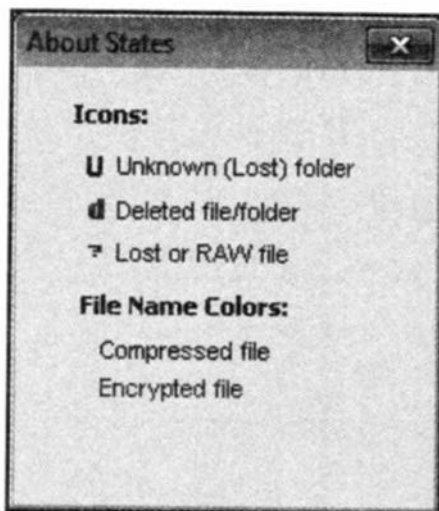 About States
Icons:
U Unknown (Lost) folder
d Deleted file/folder
? Lost or RAW file
File Name Colors:
Compressed file
Encrypted file